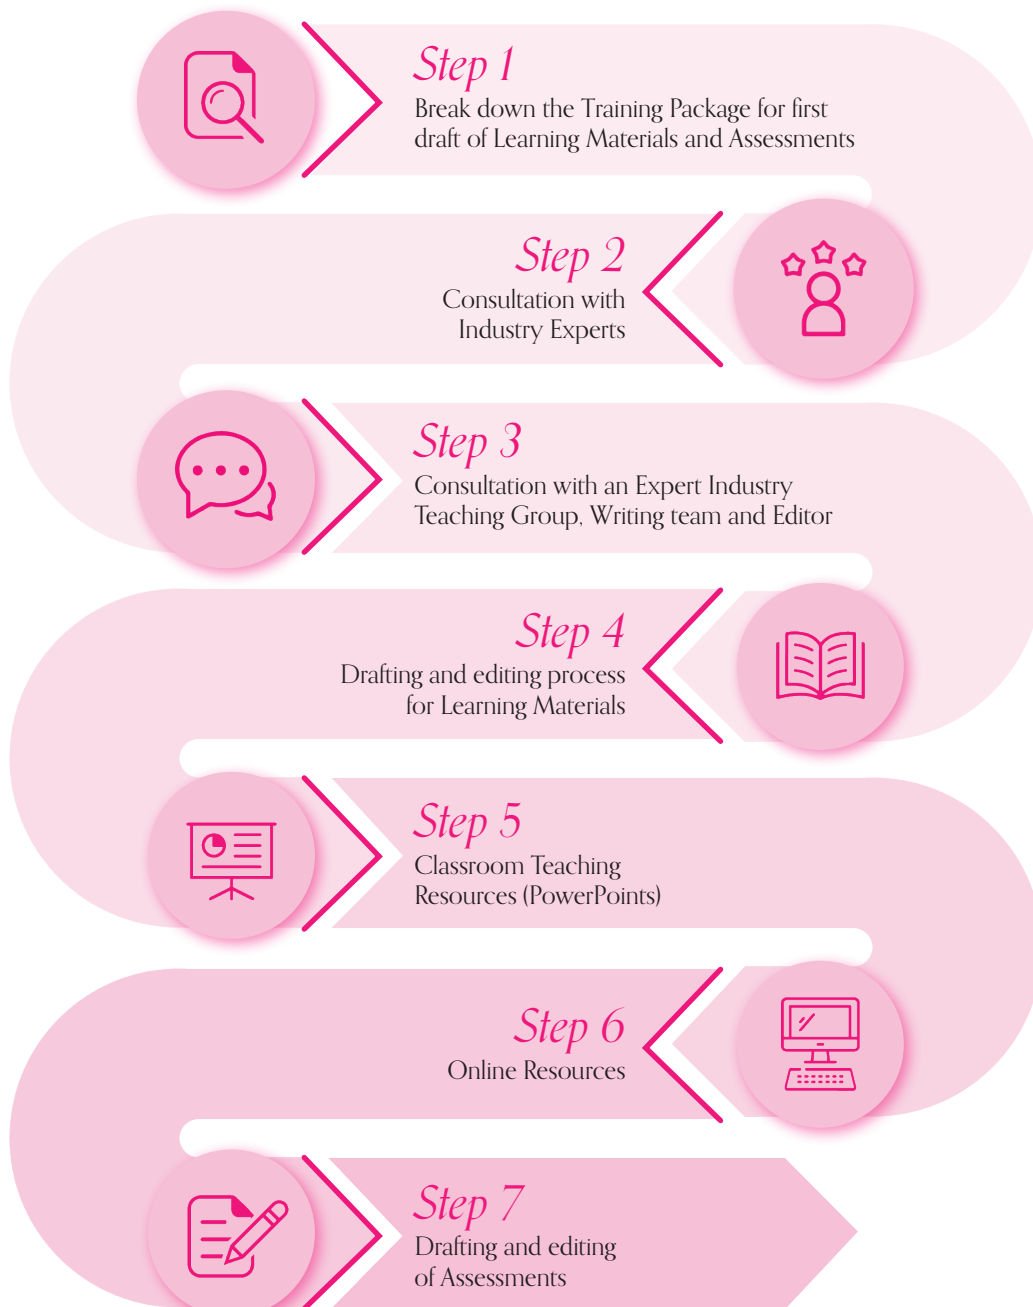 Step 1
Break down the Training Package for first
draft of Learning Materials and Assessments
Step 2
Consultation with
Industry Experts
Step 3
Consultation with an Expert Industry
Teaching Group, Writing team and Editor
Step 4
Drafting and editing process
for Learning Materials
Step 5
Classroom Teaching
Resources (PowerPoints)
Step 6
Online Resources
Step 7
Drafting and editing
of Assessments